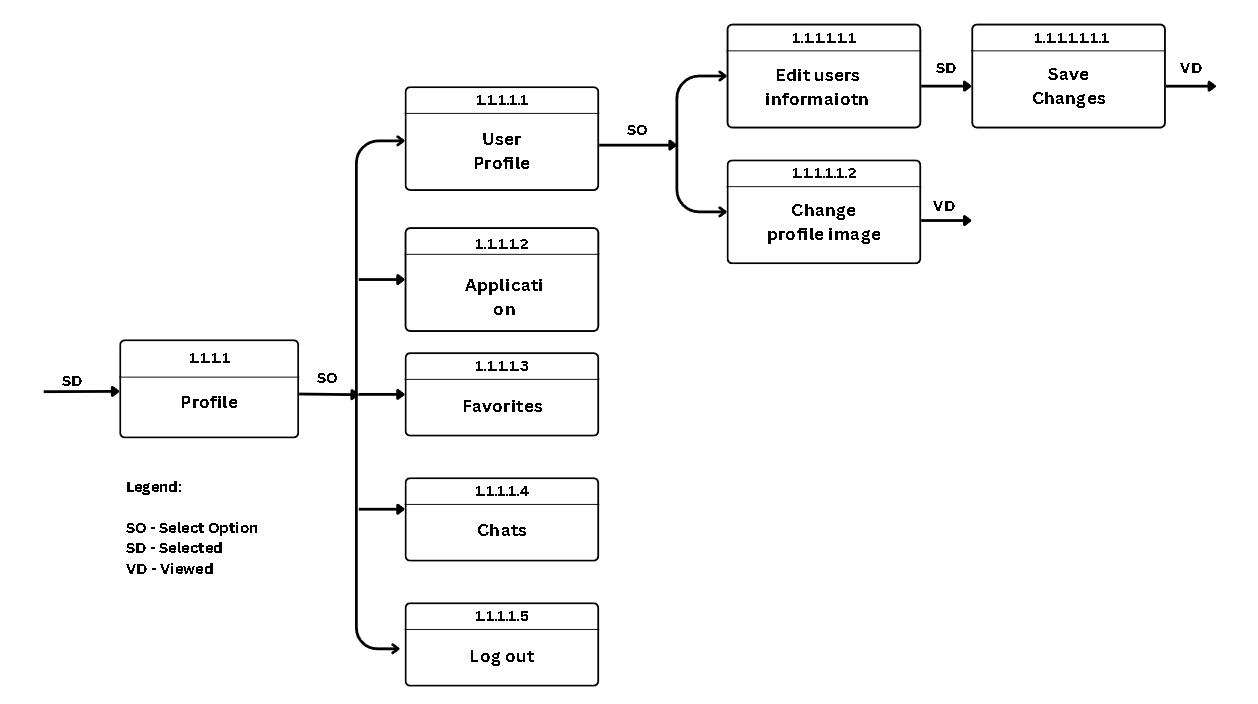 1.1.1.1.1.1
Edit users
informaiotn
SD
1.1.1.1.1.1.1
Save
Changes
VD
1.1.1.1.1
User
Profile
SO
1.1.1.1.1.2
Change
profile image
VD
1.1.1.1.2
Applicati
on
SD
1.1.1.1
Profile
SO
1.1.1.1.3
Favorites
1.1.1.1.4
Chats
1.1.1.1.5
Log out
Legend:
SO - Select Option
SD - Selected
VD - Viewed